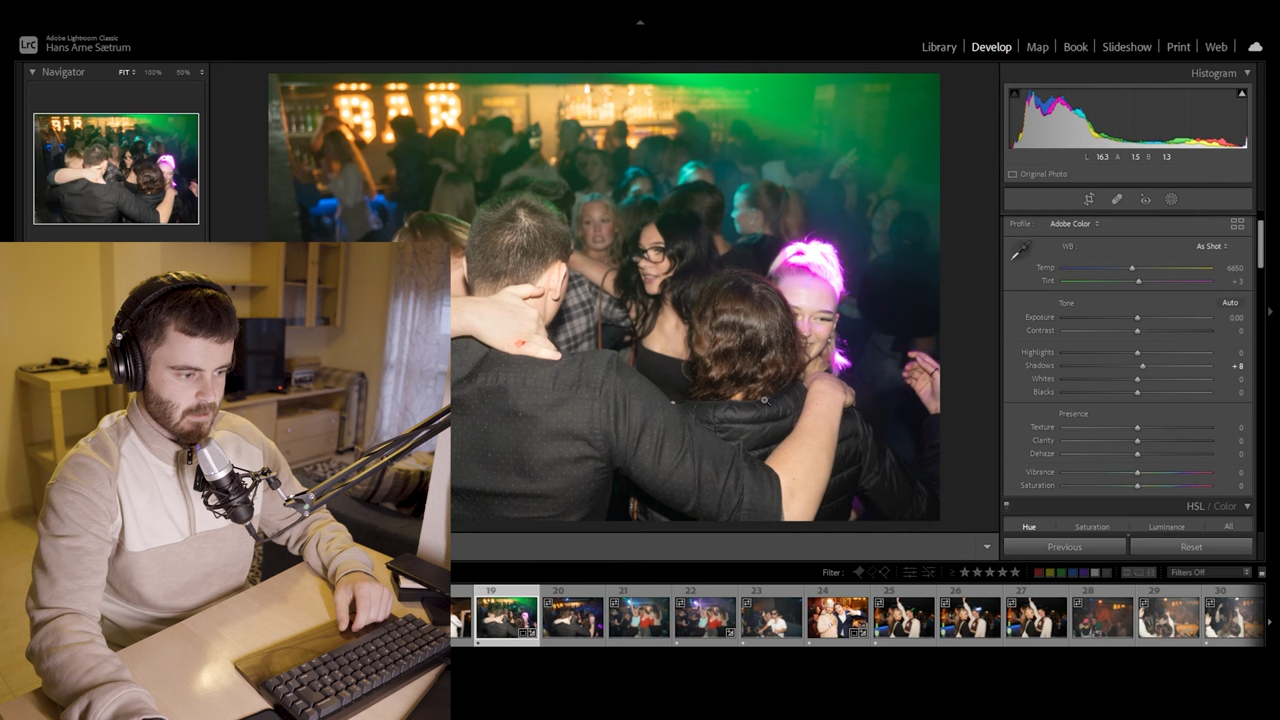 LrC
Adobe Lightroom Classic
Hans Arne Sætrum
Library | Develop | Map | Book | Slideshow | Print | Web
Navigator FIT 100% 50%
BAR
BAR
Histogram
L 16.3 A 1.5 B 1.3
Original Photo
Profile : Adobe Color
WB : As Shot
Temp 6650
Tint + 3
Tone Auto
Exposure 0.00
Contrast 0
Highlights 0
Shadows + 8
Whites 0
Blacks 0
Presence
Texture 0
Clarity 0
Dehaze 0
Vibrance 0
Saturation 0
HSL / Color
Hue Saturation Luminance All
Previous Reset
Filter : ≥ ★★★★★ Filters Off
19 20 21 22 23 24 25 26 27 28 29 30